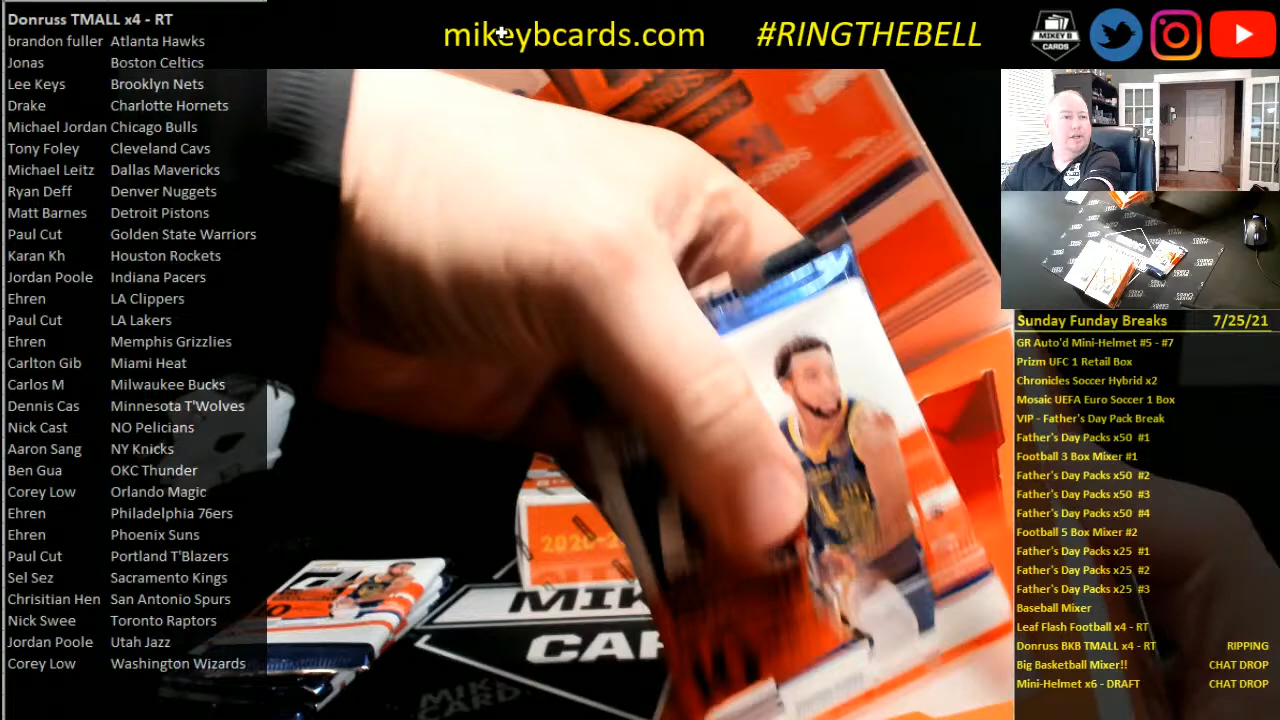 Donruss TMALL x4 - RT
brandon fuller Atlanta Hawks
Jonas Boston Celtics
Lee Keys Brooklyn Nets
Drake Charlotte Hornets
Michael Jordan Chicago Bulls
Tony Foley Cleveland Cavs
Michael Leitz Dallas Mavericks
Ryan Deff Denver Nuggets
Matt Barnes Detroit Pistons
Paul Cut Golden State Warriors
Karan Kh Houston Rockets
Jordan Poole Indiana Pacers
Ehren LA Clippers
Paul Cut LA Lakers
Ehren Memphis Grizzlies
Carlton Gib Miami Heat
Carlos M Milwaukee Bucks
Dennis Cas Minnesota T'Wolves
Nick Cast NO Pelicians
Aaron Sang NY Knicks
Ben Gua OKC Thunder
Corey Low Orlando Magic
Ehren Philadelphia 76ers
Ehren Phoenix Suns
Paul Cut Portland T'Blazers
Sel Sez Sacramento Kings
Chrisitian Hen San Antonio Spurs
Nick Swee Toronto Raptors
Jordan Poole Utah Jazz
Corey Low Washington Wizards
mikeybcards.com #RINGTHEBELL
MIKEY B
CARDS
CARDS
2020-2
MIK
CAR
Sunday Funday Breaks 7/25/21
GR Auto'd Mini-Helmet #5 - #7
Prizm UFC 1 Retail Box
Chronicles Soccer Hybrid x2
Mosaic UEFA Euro Soccer 1 Box
VIP - Father's Day Pack Break
Father's Day Packs x50 #1
Football 3 Box Mixer #1
Father's Day Packs x50 #2
Father's Day Packs x50 #3
Father's Day Packs x50 #4
Football 5 Box Mixer #2
Father's Day Packs x25 #1
Father's Day Packs x25 #2
Father's Day Packs x25 #3
Baseball Mixer
Leaf Flash Football x4 - RT
Donruss BKB TMALL x4 - RT RIPPING
Big Basketball Mixer!! CHAT DROP
Mini-Helmet x6 - DRAFT CHAT DROP